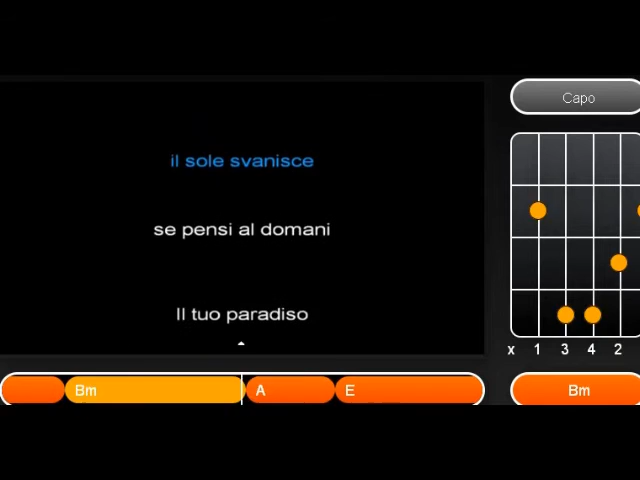 Capo
il sole svanisce
se pensi al domani
Il tuo paradiso
x 1 3 4 2
Bm A E
Bm